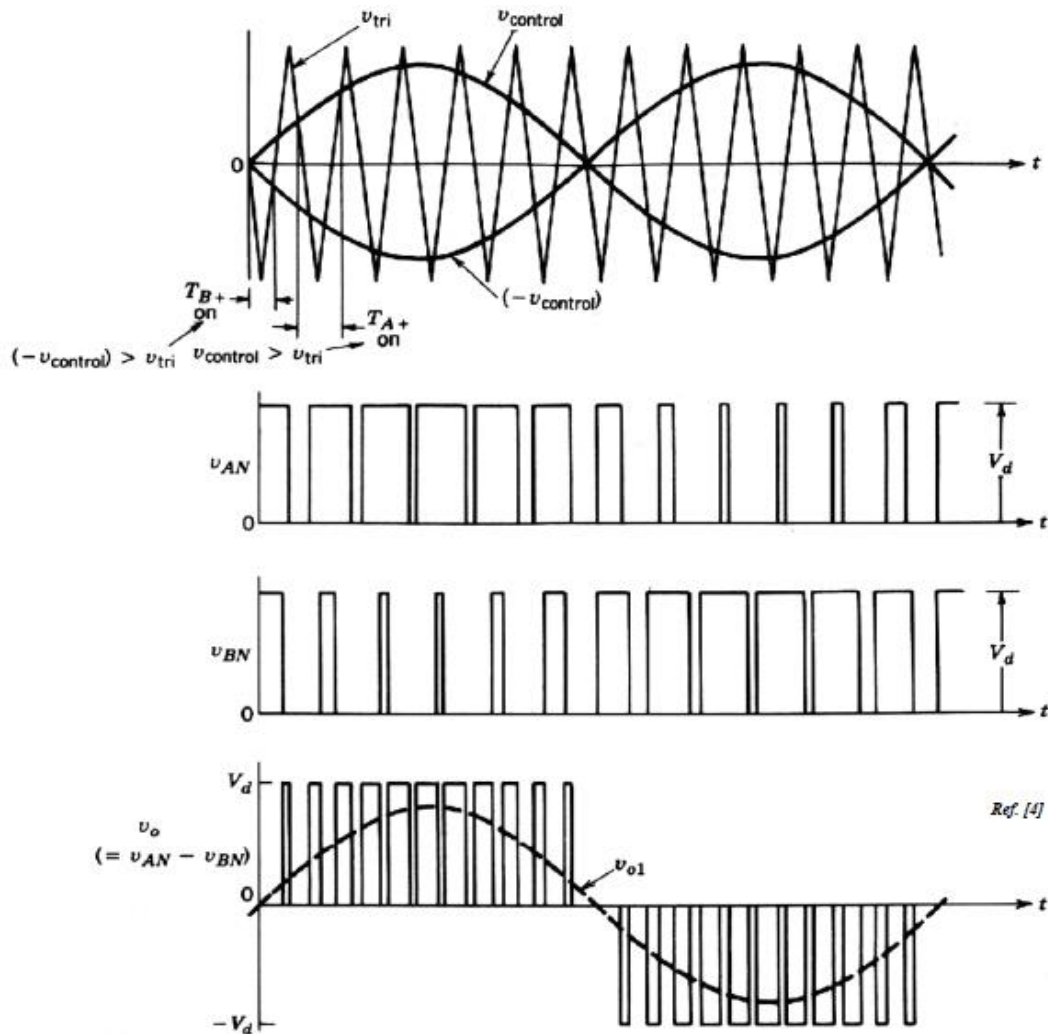 v_tri
v_control
0
t
(−v_control)
T_B+
on
T_A+
on
(−v_control) > v_tri v_control > v_tri
v_AN
V_d
0
t
v_BN
V_d
0
t
V_d
Ref. [4]
v_o
(= v_AN − v_BN)
v_o1
0
t
−V_d